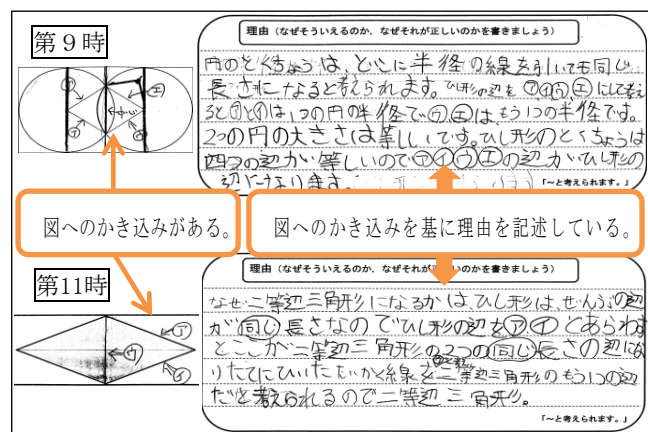 第９時
理由（なぜそういえるのか、なぜそれが正しいのかを書きましょう）
円のとくちょうは、どこに半径の線を引いても同じ
長さになると考えられます。ひし形の辺を㋐㋑㋒㋓にして考え
ると㋐と㋑は1つの円の半径で㋒㋓はもう1つの半径です。
2つの円の大きさは等しいです。ひし形のとくちょうは
四つの辺が等しいので㋐㋑㋒㋓の辺がひし形の
辺になります。
「〜と考えられます。」
図へのかき込みがある。
図へのかき込みを基に理由を記述している。
第11時
理由（なぜそういえるのか、なぜそれが正しいのかを書きましょう）
なぜ二等辺三角形になるかは、ひし形は、ぜんぶの辺
が同じ長さなのでひし形の辺を㋐㋑とあらわす
とここが二等辺三角形の2つの同じ長さの辺にな
りたてにひいたたいかく線を二等辺三角形のもう1つの辺
だと考えられるので二等辺三角形。
「〜と考えられます。」